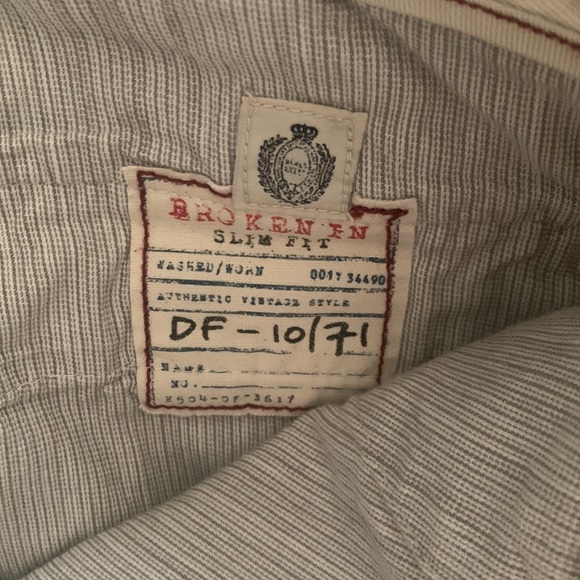 BROKEN IN
SLIM FIT
WASHED/WORN 0017 34490
AUTHENTIC VINTAGE STYLE
DF-10/71
NAME
NO.